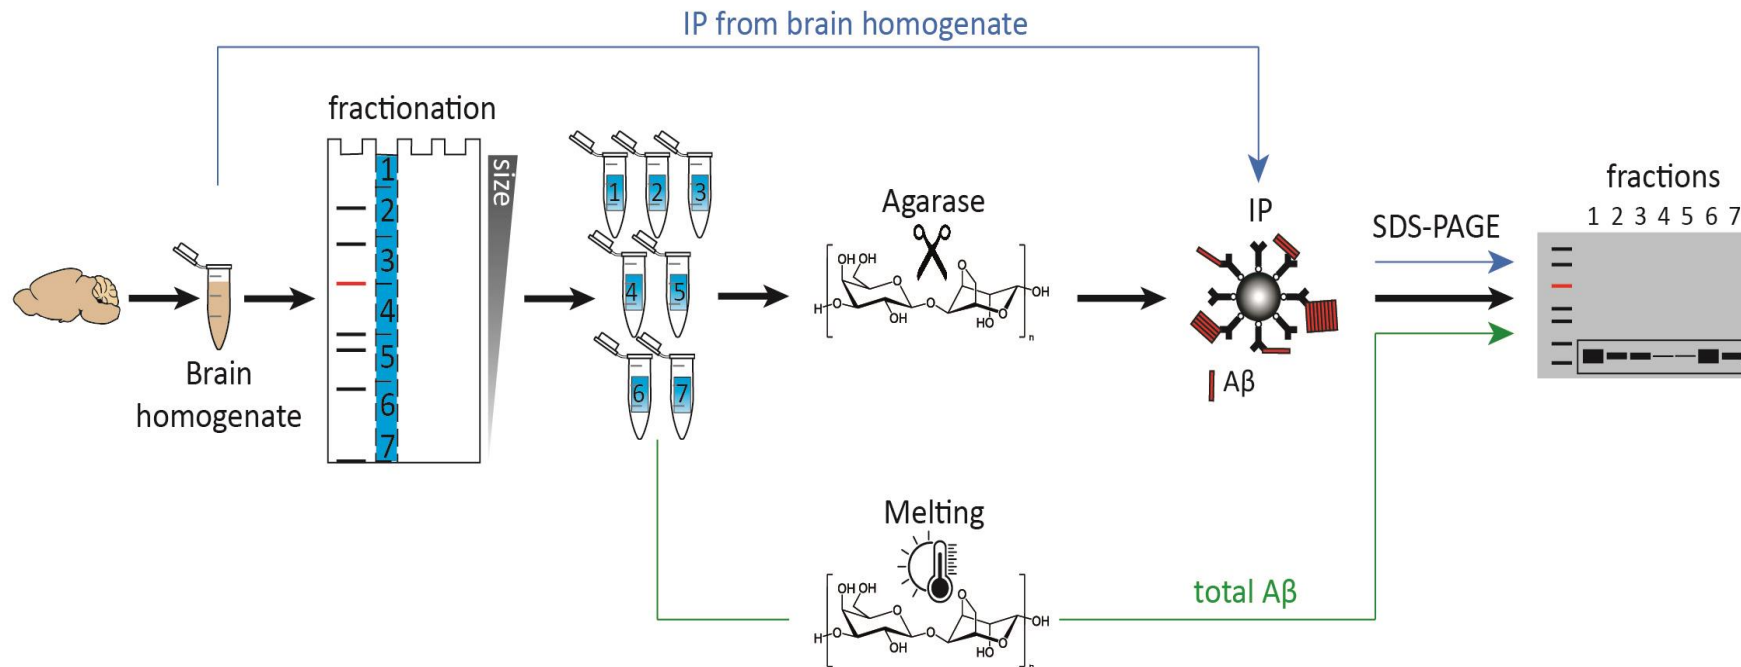 IP from brain homogenate
fractionation
1
2
3
4
5
6
7
size
Brain
homogenate
1 2 3
4 5
6 7
Agarase
OH OH
O
O
H O
OH
O
O
HO
OH
n
IP
Aβ
SDS-PAGE
fractions
1 2 3 4 5 6 7
Melting
OH OH
O
O
H O
OH
O
O
HO
OH
n
total Aβ